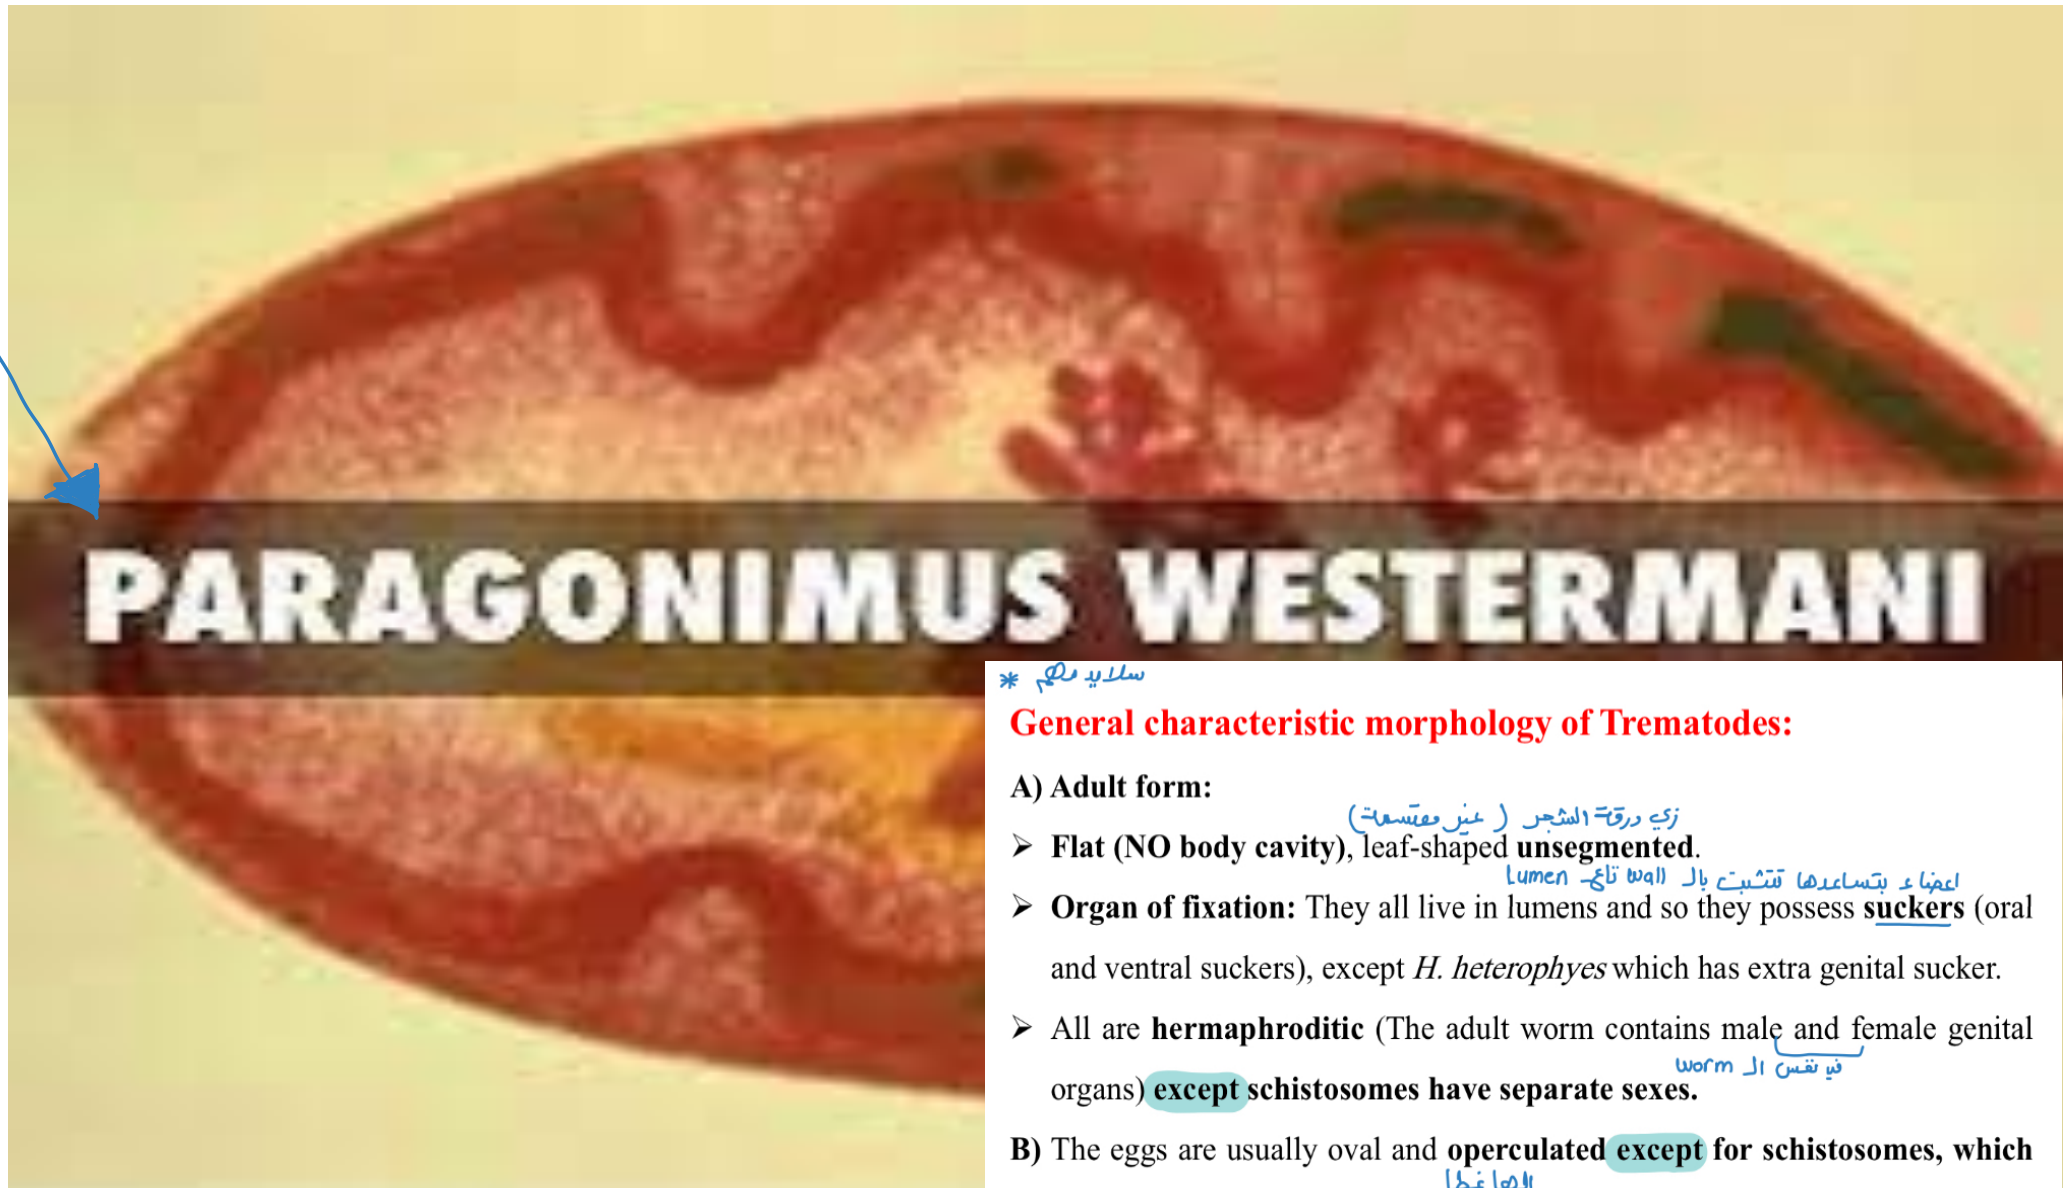 PARAGONIMUS WESTERMANI
* سلايد مهم
General characteristic morphology of Trematodes:
A) Adult form:
زي ورقة الشجر ( غير مقسمة)
➢ Flat (NO body cavity), leaf-shaped unsegmented.
اعضاء بتساعدها تتثبت بالـ wall تاع الـ Lumen
➢ Organ of fixation: They all live in lumens and so they possess suckers (oral
and ventral suckers), except H. heterophyes which has extra genital sucker.
➢ All are hermaphroditic (The adult worm contains male and female genital
في نفس الـ worm
organs) except schistosomes have separate sexes.
B) The eggs are usually oval and operculated except for schistosomes, which